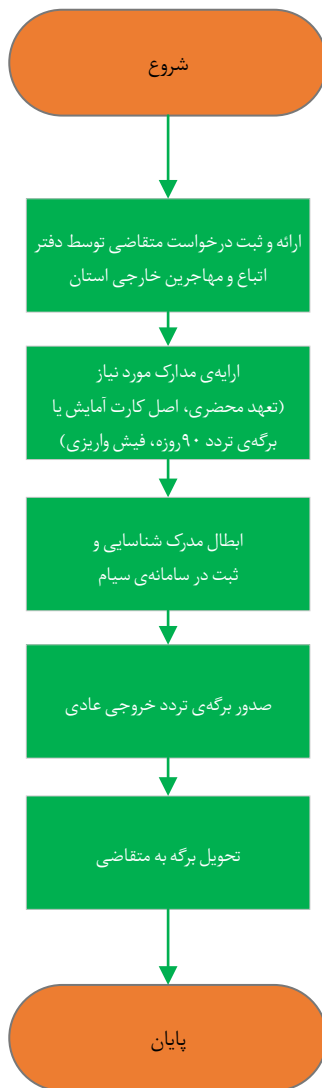 شروع
ارائه و ثبت درخواست متقاضی توسط دفتر
اتباع و مهاجرین خارجی استان
ارایه‌ی مدارک مورد نیاز
(تعهد محضری، اصل کارت آمایش یا
برگه‌ی تردد ۹۰روزه، فیش واریزی)
ابطال مدرک شناسایی و
ثبت در سامانه‌ی سیام
صدور برگه‌ی تردد خروجی عادی
تحویل برگه به متقاضی
پایان